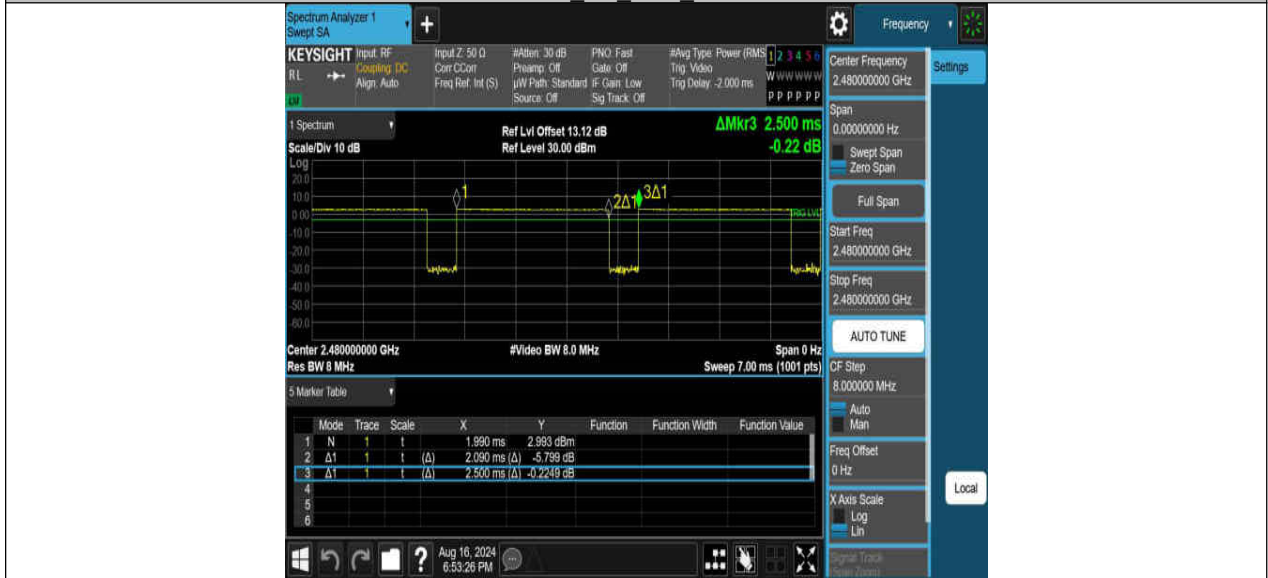 Spectrum Analyzer 1
Swept SA
+
Frequency
KEYSIGHT
RL
LM
Input: RF
Coupling: DC
Align: Auto
Input Z: 50 Ω
Corr CCorr
Freq Ref: Int (S)
#Atten: 30 dB
Preamp: Off
µW Path: Standard
Source: Off
PNO: Fast
Gate: Off
IF Gain: Low
Sig Track: Off
#Avg Type: Power (RMS
Trig: Video
Trig Delay: -2.000 ms
1 2 3 4 5 6
W W W W W W
P P P P P P
Center Frequency
2.480000000 GHz
Settings
1 Spectrum
Scale/Div 10 dB
Ref Lvl Offset 13.12 dB
Ref Level 30.00 dBm
ΔMkr3 2.500 ms
-0.22 dB
Span
0.00000000 Hz
Swept Span
Zero Span
Full Span
Start Freq
2.480000000 GHz
Stop Freq
2.480000000 GHz
AUTO TUNE
CF Step
8.000000 MHz
Auto
Man
Freq Offset
0 Hz
X Axis Scale
Log
Lin
Signal Track
(Span Zoom)
Local
Log
20.0
10.0
0.00
-10.0
-20.0
-30.0
-40.0
-50.0
-60.0
1
2Δ1
3Δ1
TRIG LVL
Center 2.480000000 GHz
Res BW 8 MHz
#Video BW 8.0 MHz
Span 0 Hz
Sweep 7.00 ms (1001 pts)
5 Marker Table
Mode Trace Scale X Y Function Function Width Function Value
1 N 1 t 1.990 ms 2.993 dBm
2 Δ1 1 t (Δ) 2.090 ms (Δ) -5.799 dB
3 Δ1 1 t (Δ) 2.500 ms (Δ) -0.2249 dB
4
5
6
?
Aug 16, 2024
6:53:26 PM